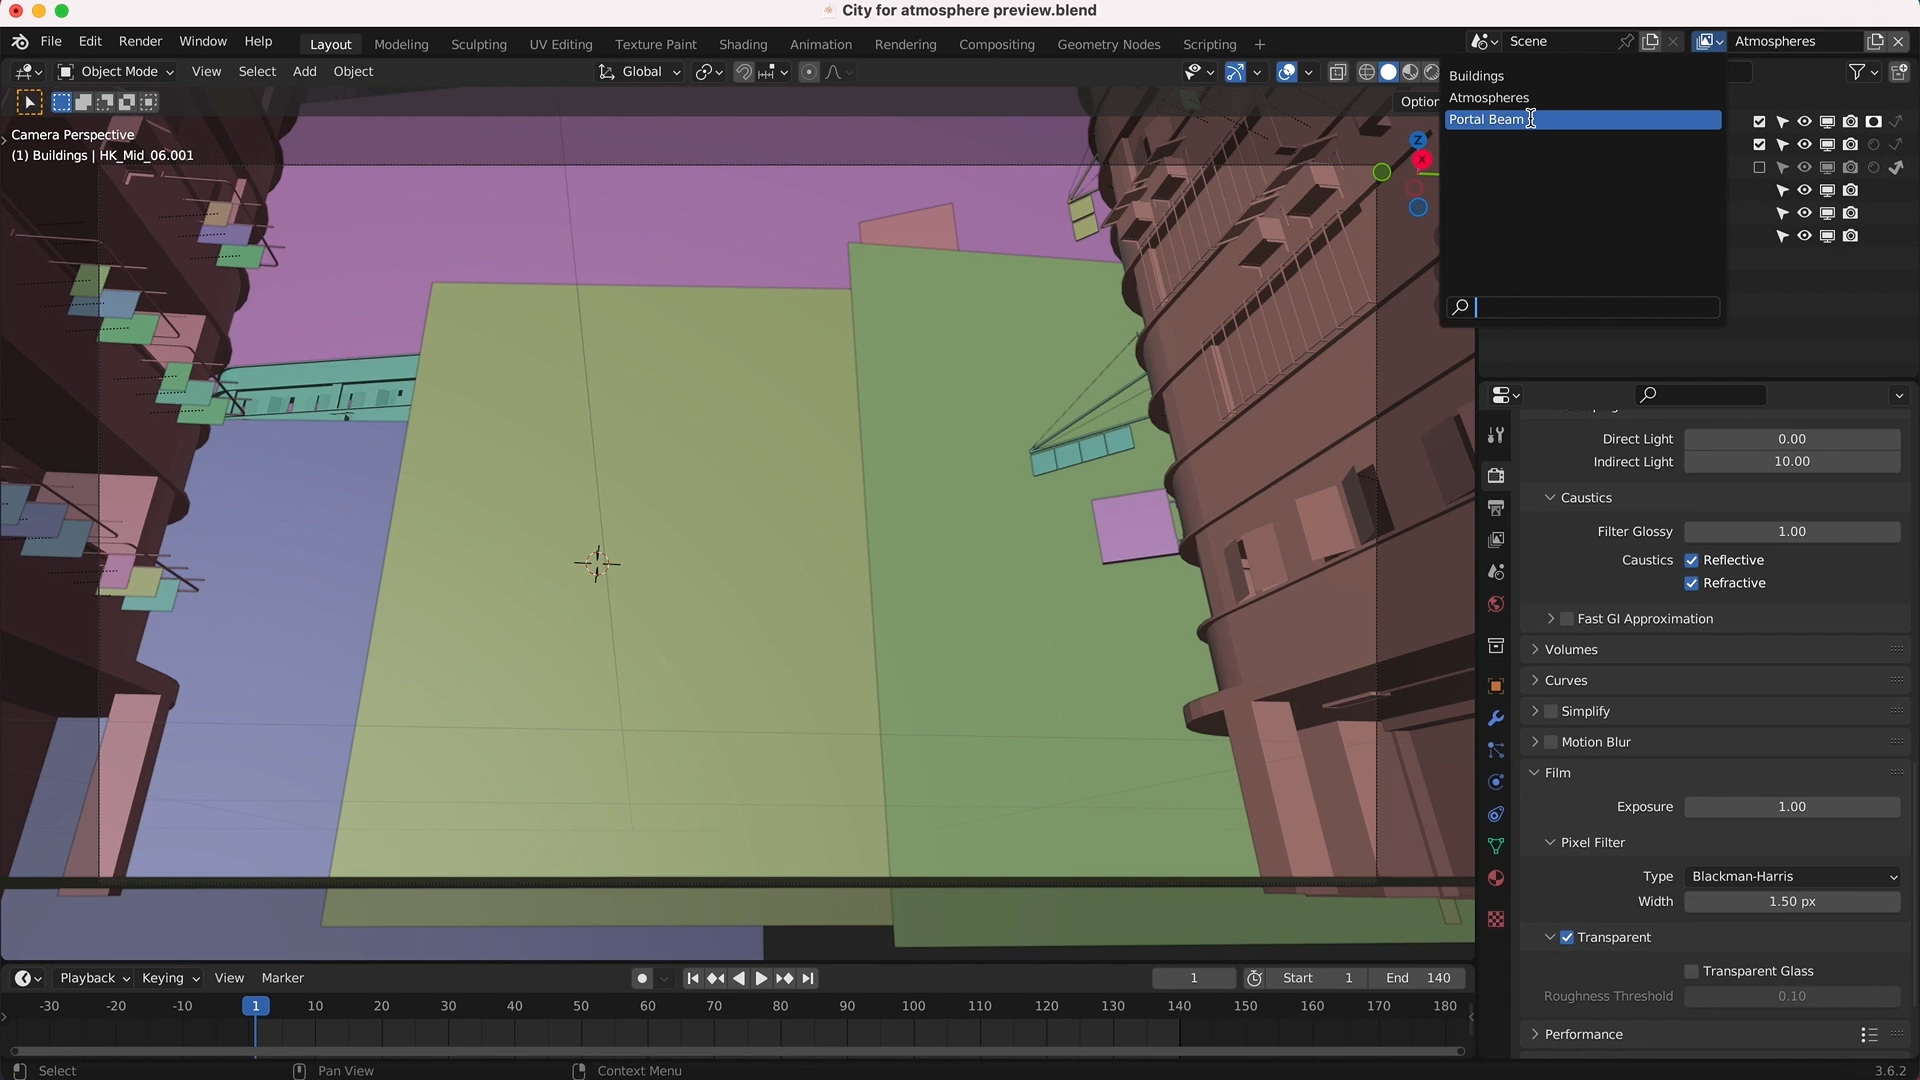 City for atmosphere preview.blend
File Edit Render Window Help Layout Modeling Sculpting UV Editing Texture Paint Shading Animation Rendering Compositing Geometry Nodes Scripting + Scene Atmospheres
Object Mode View Select Add Object Global
Buildings
Atmospheres
Portal Beam
Option
Camera Perspective
(1) Buildings | HK_Mid_06.001
Z
X
Direct Light 0.00
Indirect Light 10.00
Caustics
Filter Glossy 1.00
Caustics Reflective
Refractive
Fast GI Approximation
Volumes
Curves
Simplify
Motion Blur
Film
Exposure 1.00
Pixel Filter
Type Blackman-Harris
Width 1.50 px
Transparent
Transparent Glass
Roughness Threshold 0.10
Performance
Playback Keying View Marker 1 Start 1 End 140
-30 -20 -10 1 10 20 30 40 50 60 70 80 90 100 110 120 130 140 150 160 170 180
Select Pan View Context Menu 3.6.2